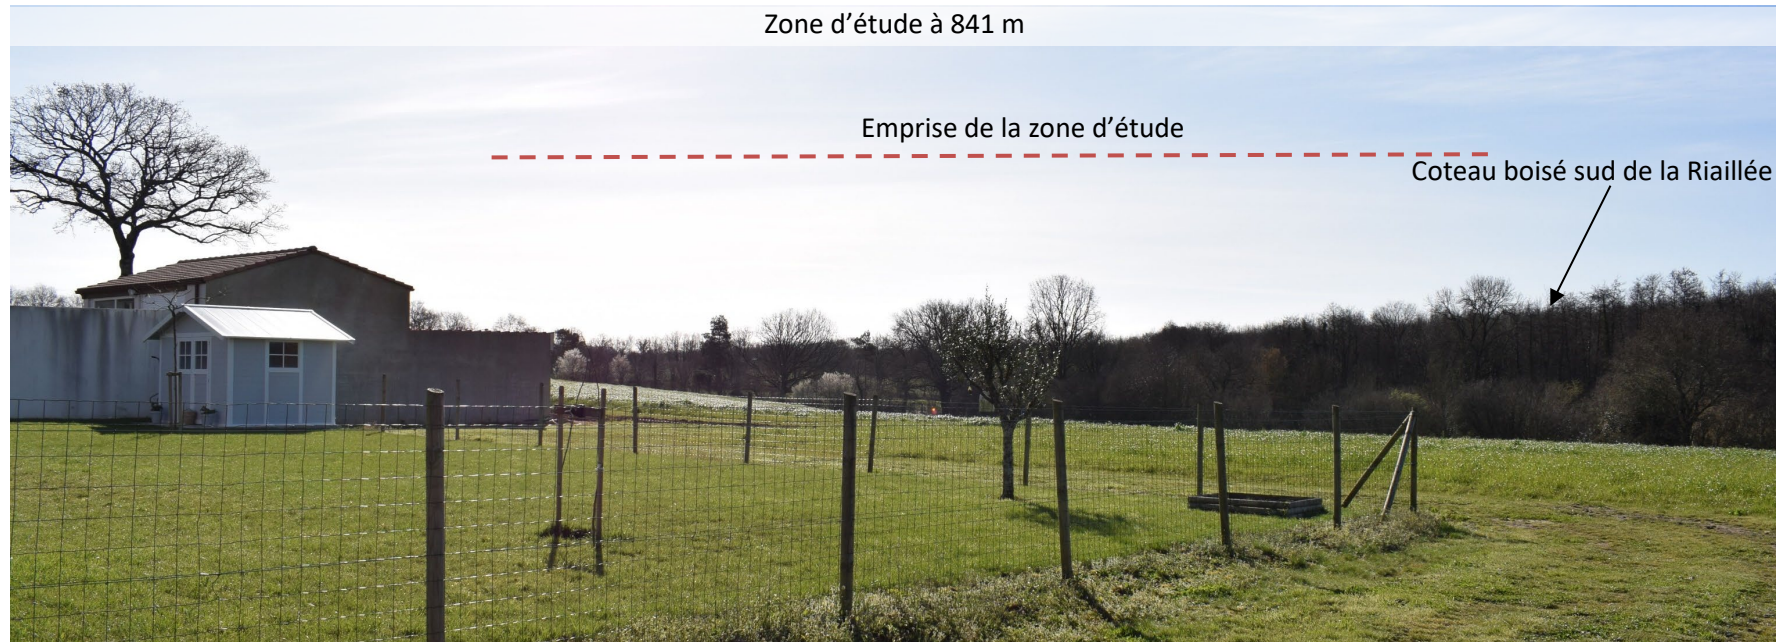 Zone d’étude à 841 m
Emprise de la zone d’étude
Coteau boisé sud de la Riaillée